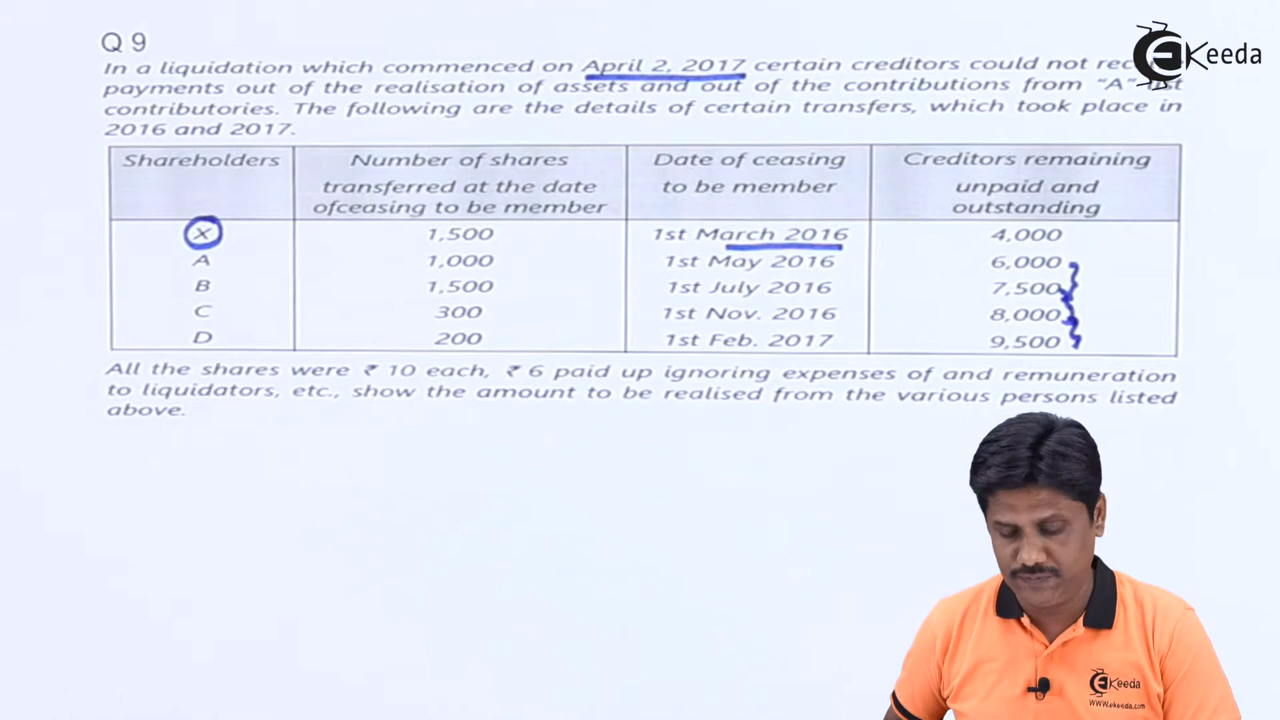 Q 9
In a liquidation which commenced on April 2, 2017 certain creditors could not
payments out of the realisation of assets and out of the contributions from "A"
contributories. The following are the details of certain transfers, which took place in
2016 and 2017.
Shareholders Number of shares transferred at the date ofceasing to be member Date of ceasing to be member Creditors remaining unpaid and outstanding
X 1,500 1st March 2016 4,000
A 1,000 1st May 2016 6,000
B 1,500 1st July 2016 7,500
C 300 1st Nov. 2016 8,000
D 200 1st Feb. 2017 9,500
All the shares were ₹ 10 each, ₹ 6 paid up ignoring expenses of and remuneration
to liquidators, etc., show the amount to be realised from the various persons listed
above.
eKeeda
eKeeda
www.ekeeda.com